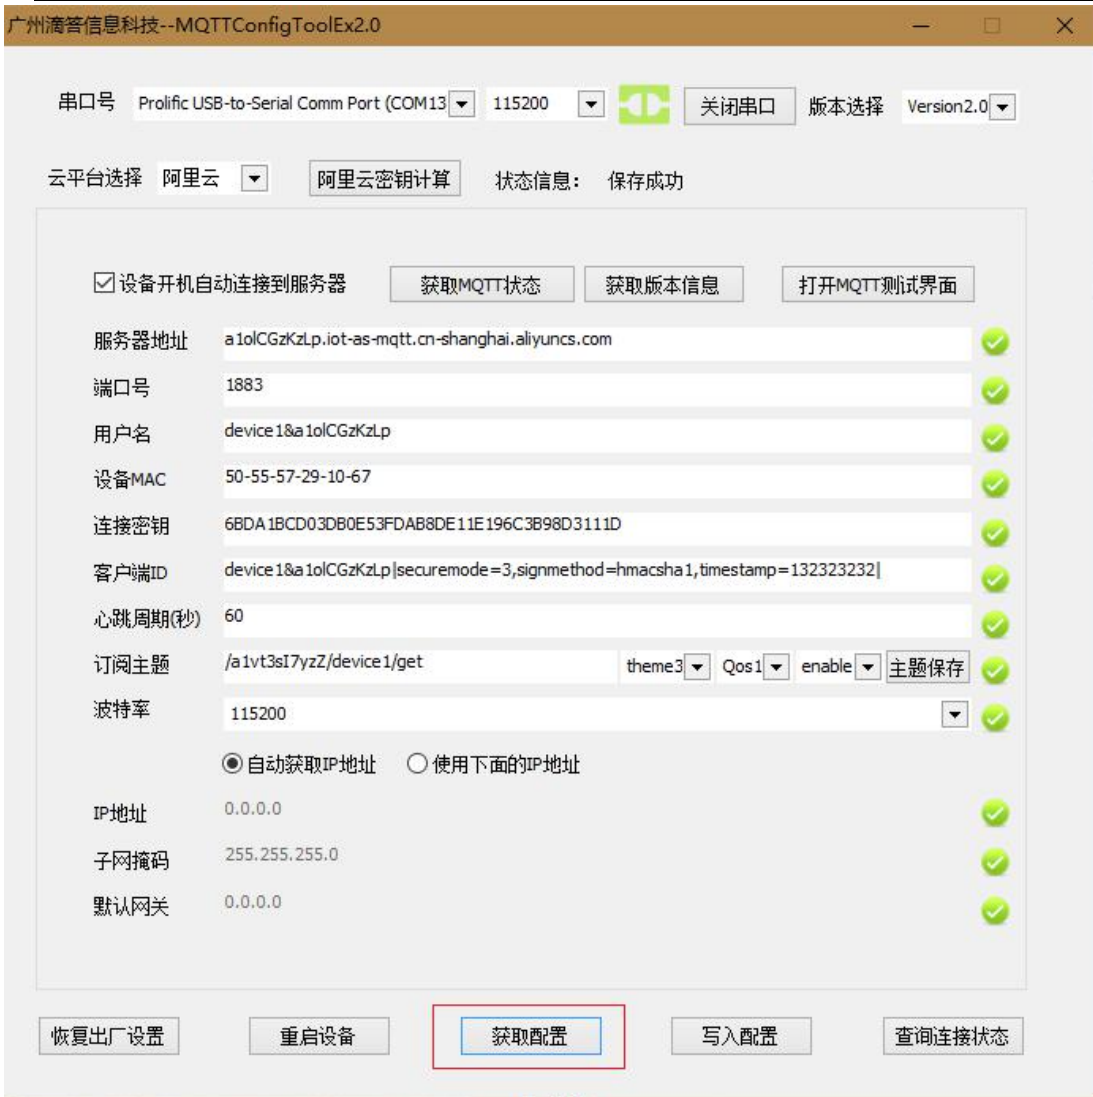 广州滴答信息科技--MQTTConfigToolEx2.0
串口号 Prolific USB-to-Serial Comm Port (COM13 115200 关闭串口 版本选择 Version2.0
云平台选择 阿里云 阿里云密钥计算 状态信息： 保存成功
设备开机自动连接到服务器 获取MQTT状态 获取版本信息 打开MQTT测试界面
服务器地址 a1olCGzKzLp.iot-as-mqtt.cn-shanghai.aliyuncs.com
端口号 1883
用户名 device1&a1olCGzKzLp
设备MAC 50-55-57-29-10-67
连接密钥 6BDA1BCD03DB0E53FDAB8DE11E196C3B98D3111D
客户端ID device1&a1olCGzKzLp|securemode=3,signmethod=hmacsha1,timestamp=132323232|
心跳周期(秒) 60
订阅主题 /a1vt3sI7yzZ/device1/get theme3 Qos1 enable 主题保存
波特率 115200
自动获取IP地址 使用下面的IP地址
IP地址 0.0.0.0
子网掩码 255.255.255.0
默认网关 0.0.0.0
恢复出厂设置 重启设备 获取配置 写入配置 查询连接状态